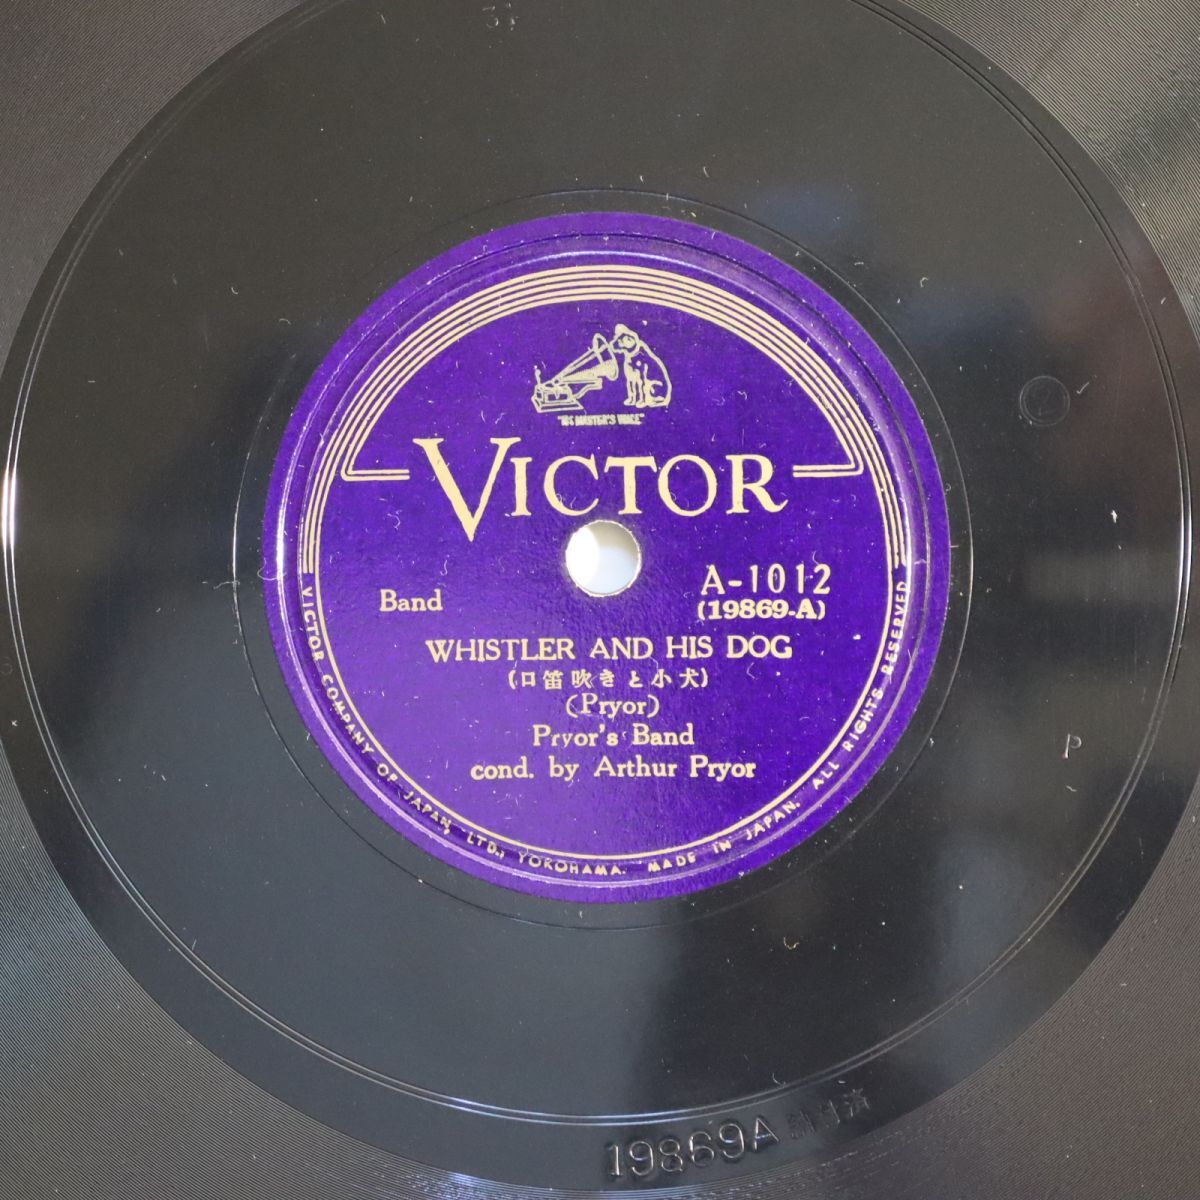 "HIS MASTER'S VOICE"
VICTOR
Band
A-1012
(19869-A)
WHISTLER AND HIS DOG
(口笛吹きと小犬)
(Pryor)
Pryor's Band
cond. by Arthur Pryor
VICTOR COMPANY OF JAPAN, LTD., YOKOHAMA. MADE IN JAPAN. ALL RIGHTS RESERVED
P
19869A